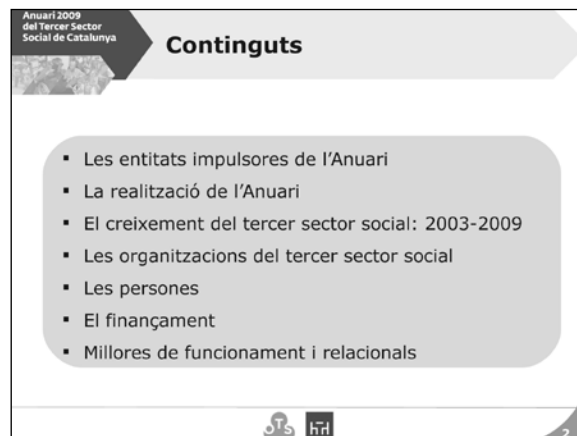 Anuari 2009
del Tercer Sector
Social de Catalunya
Continguts
▪ Les entitats impulsores de l’Anuari
▪ La realització de l’Anuari
▪ El creixement del tercer sector social: 2003-2009
▪ Les organitzacions del tercer sector social
▪ Les persones
▪ El finançament
▪ Millores de funcionament i relacionals
OTS
2